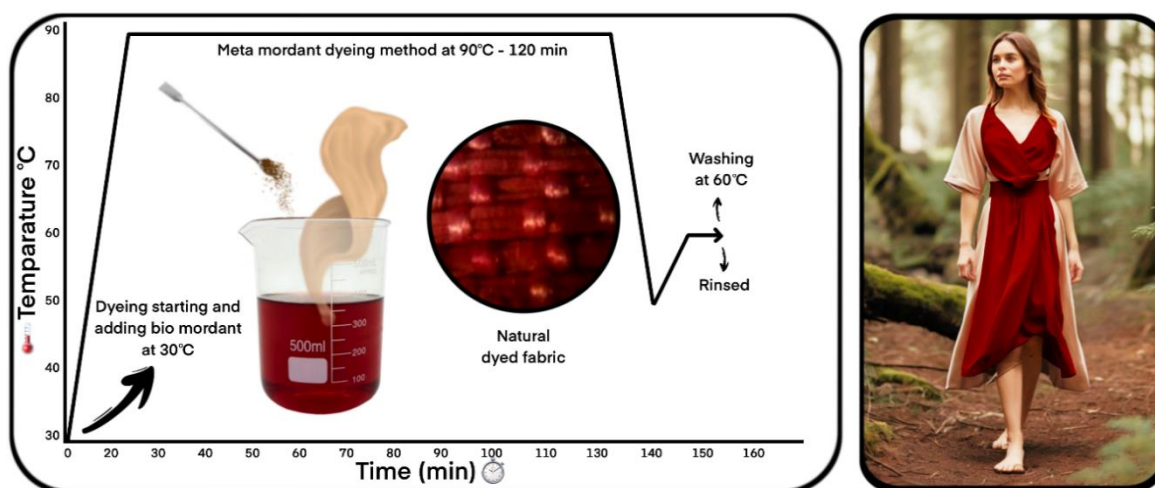 90
80
70
60
50
40
30
Temparature °C
Meta mordant dyeing method at 90°C - 120 min
Dyeing starting and
adding bio mordant
at 30°C
500ml
300
200
100
Natural
dyed fabric
Washing
at 60°C
Rinsed
0 20 30 40 50 60 70 80 90 100 110 130 140 150 160
Time (min)